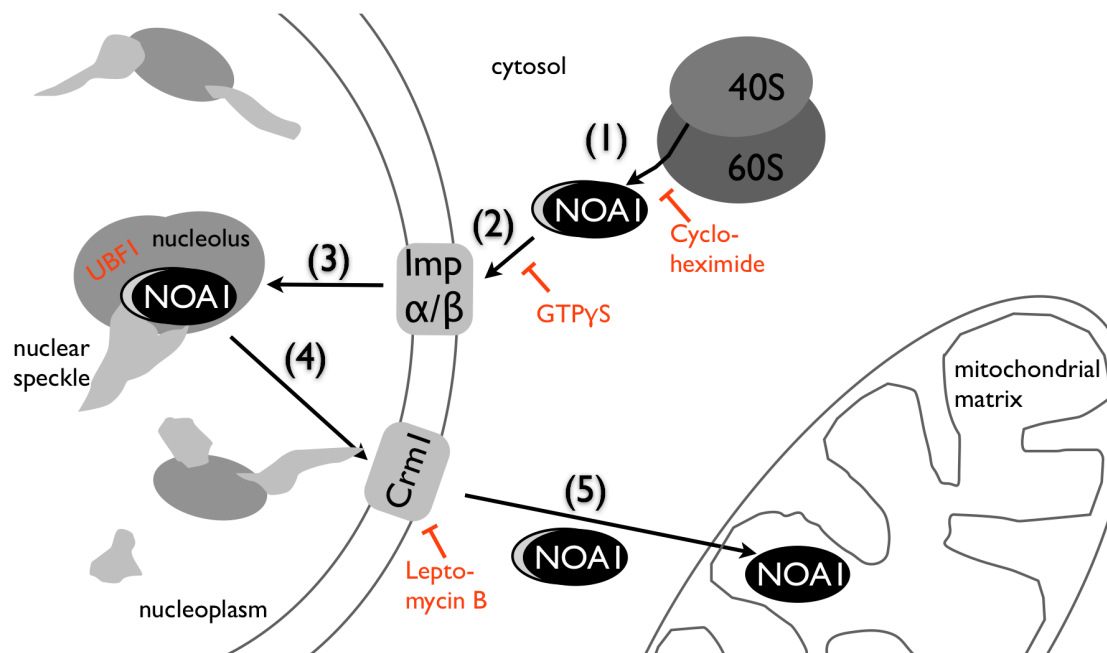 cytosol
40S
60S
(1)
NOA1
Cyclo-
heximide
(2)
GTPγS
Imp
α/β
(3)
nucleolus
UBF1
NOA1
nuclear
speckle
(4)
Crm1
Lepto-
mycin B
nucleoplasm
(5)
NOA1
mitochondrial
matrix
NOA1